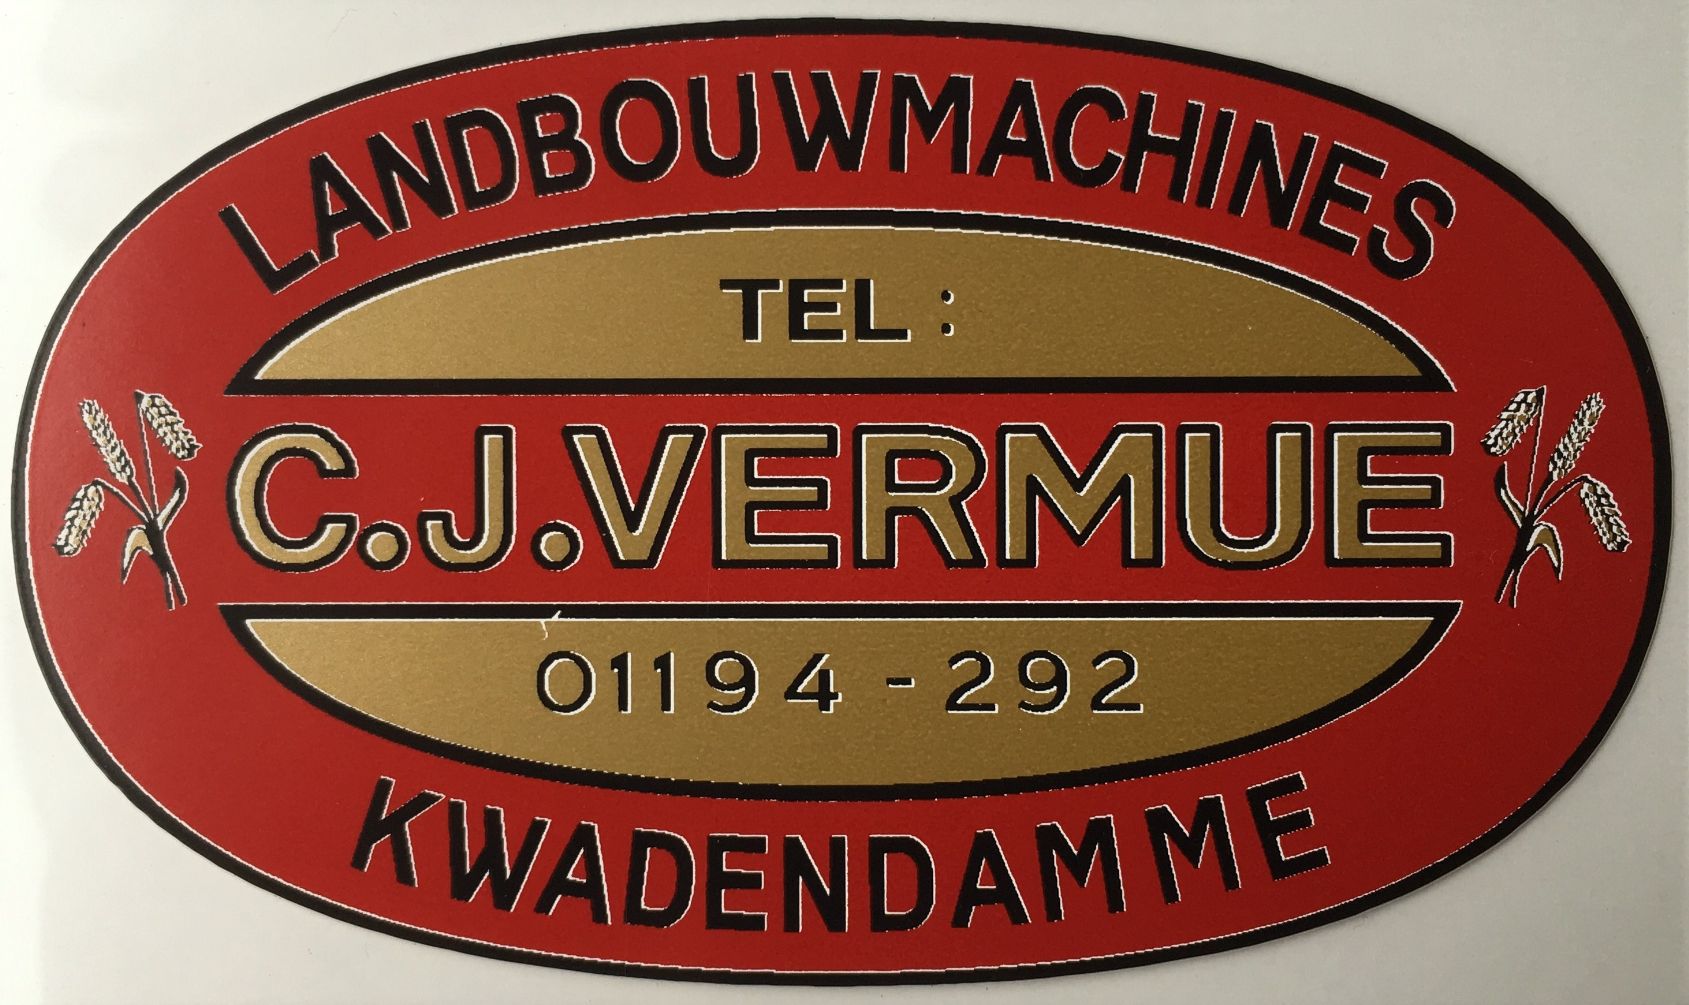 LANDBOUWMACHINES
TEL :
C.J.VERMUE
01194 - 292
KWADENDAMME